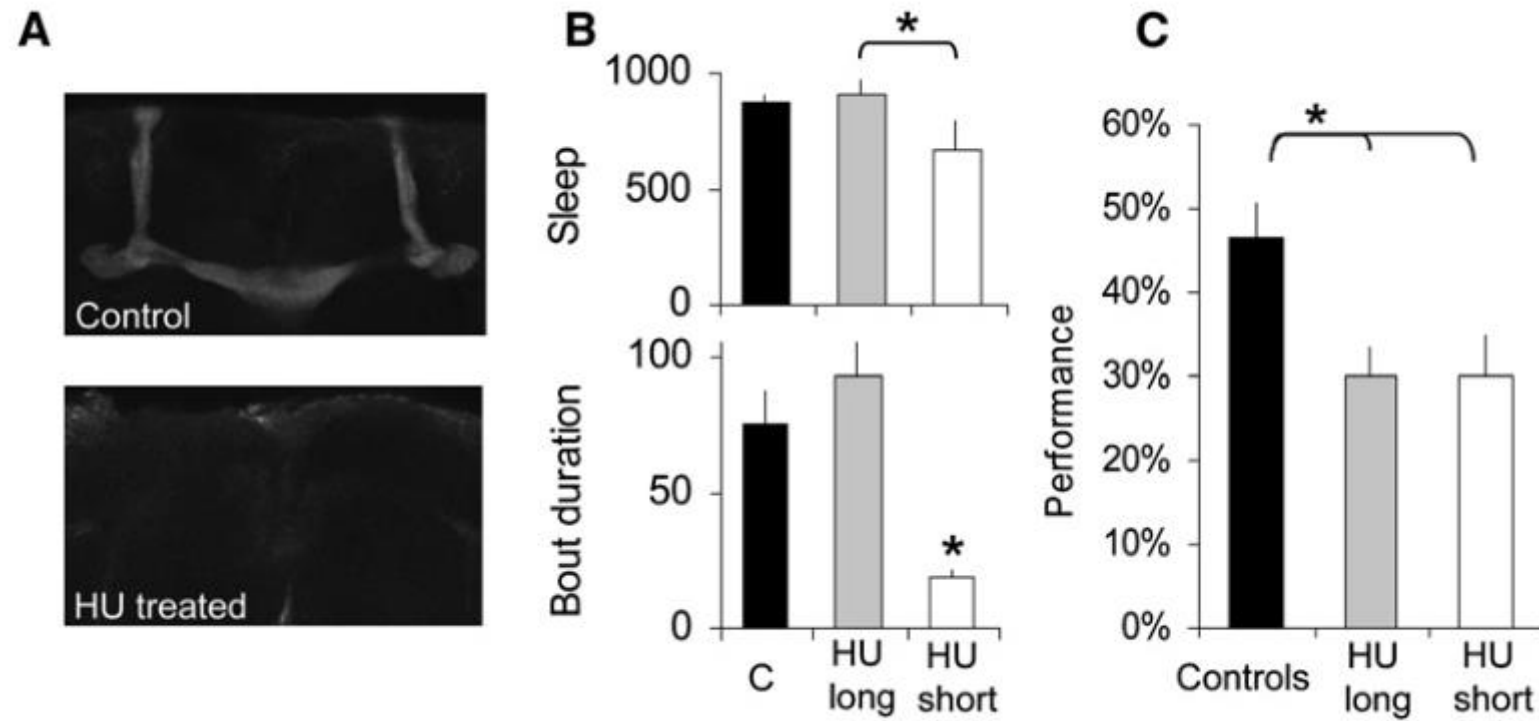 A
Control
HU treated
B
*
1000
500
0
Sleep
100
50
0
Bout duration
*
C
HU
long
HU
short
C
60%
50%
40%
30%
20%
10%
0%
Performance
*
Controls
HU
long
HU
short